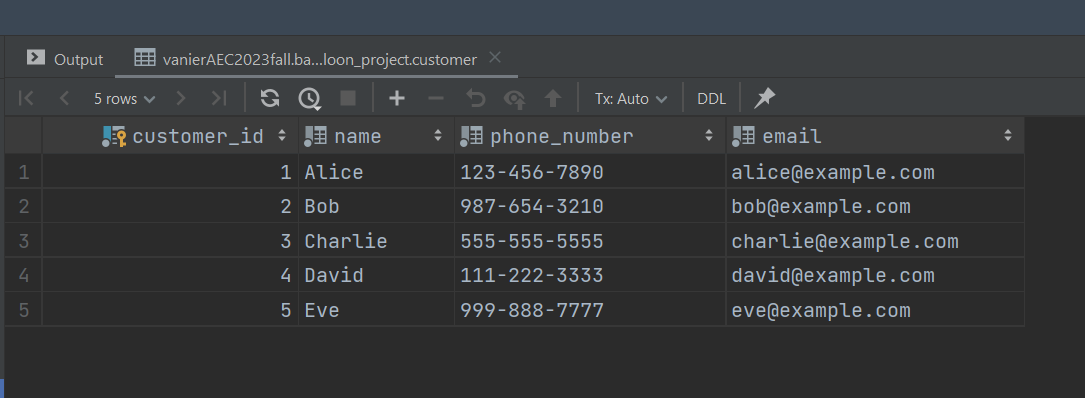 Output vanierAEC2023fall.ba...loon_project.customer
5 rows Tx: Auto DDL
customer_id name phone_number email
1 1 Alice 123-456-7890 alice@example.com
2 2 Bob 987-654-3210 bob@example.com
3 3 Charlie 555-555-5555 charlie@example.com
4 4 David 111-222-3333 david@example.com
5 5 Eve 999-888-7777 eve@example.com